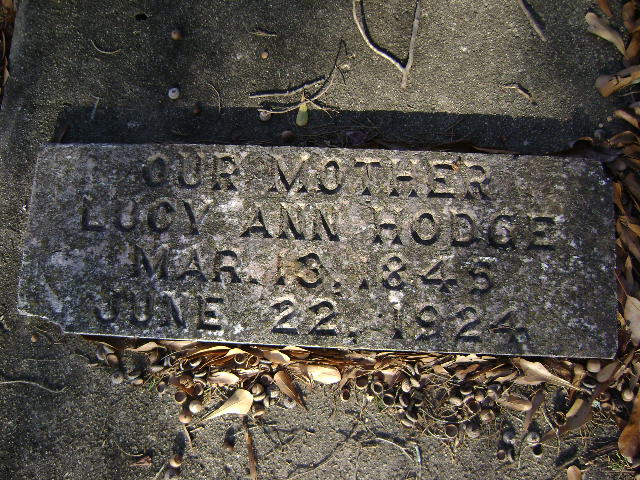 OUR MOTHER
LUCY ANN HODGE
MAR. 13, 1845
JUNE 22, 1924